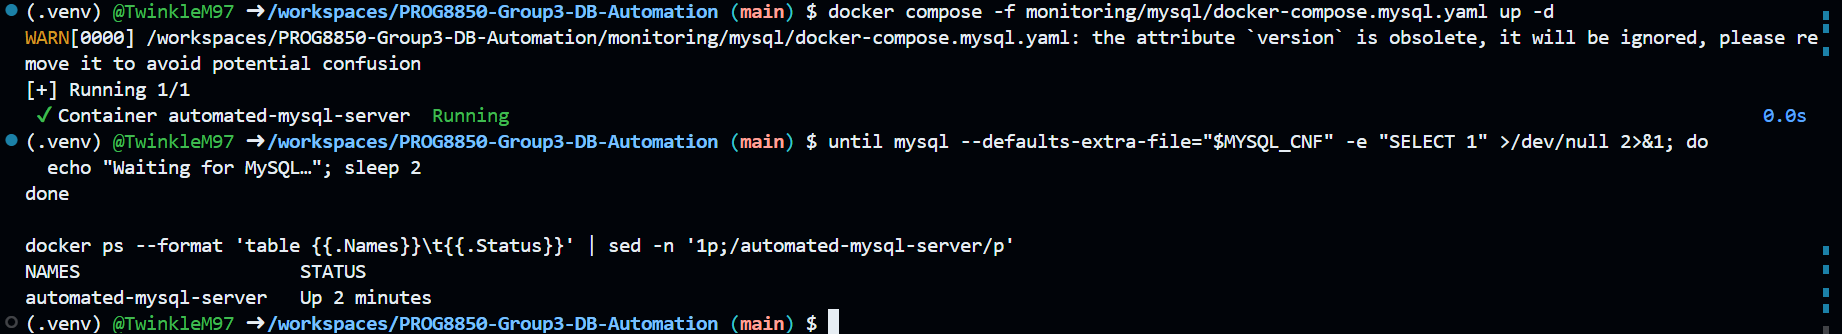 (.venv) @TwinkleM97 ➜/workspaces/PROG8850-Group3-DB-Automation (main) $ docker compose -f monitoring/mysql/docker-compose.mysql.yaml up -d
WARN[0000] /workspaces/PROG8850-Group3-DB-Automation/monitoring/mysql/docker-compose.mysql.yaml: the attribute `version` is obsolete, it will be ignored, please re
move it to avoid potential confusion
[+] Running 1/1
✓ Container automated-mysql-server  Running 0.0s
(.venv) @TwinkleM97 ➜/workspaces/PROG8850-Group3-DB-Automation (main) $ until mysql --defaults-extra-file="$MYSQL_CNF" -e "SELECT 1" >/dev/null 2>&1; do
  echo "Waiting for MySQL…"; sleep 2
done
docker ps --format 'table {{.Names}}\t{{.Status}}' | sed -n '1p;/automated-mysql-server/p'
NAMES                    STATUS
automated-mysql-server   Up 2 minutes
(.venv) @TwinkleM97 ➜/workspaces/PROG8850-Group3-DB-Automation (main) $